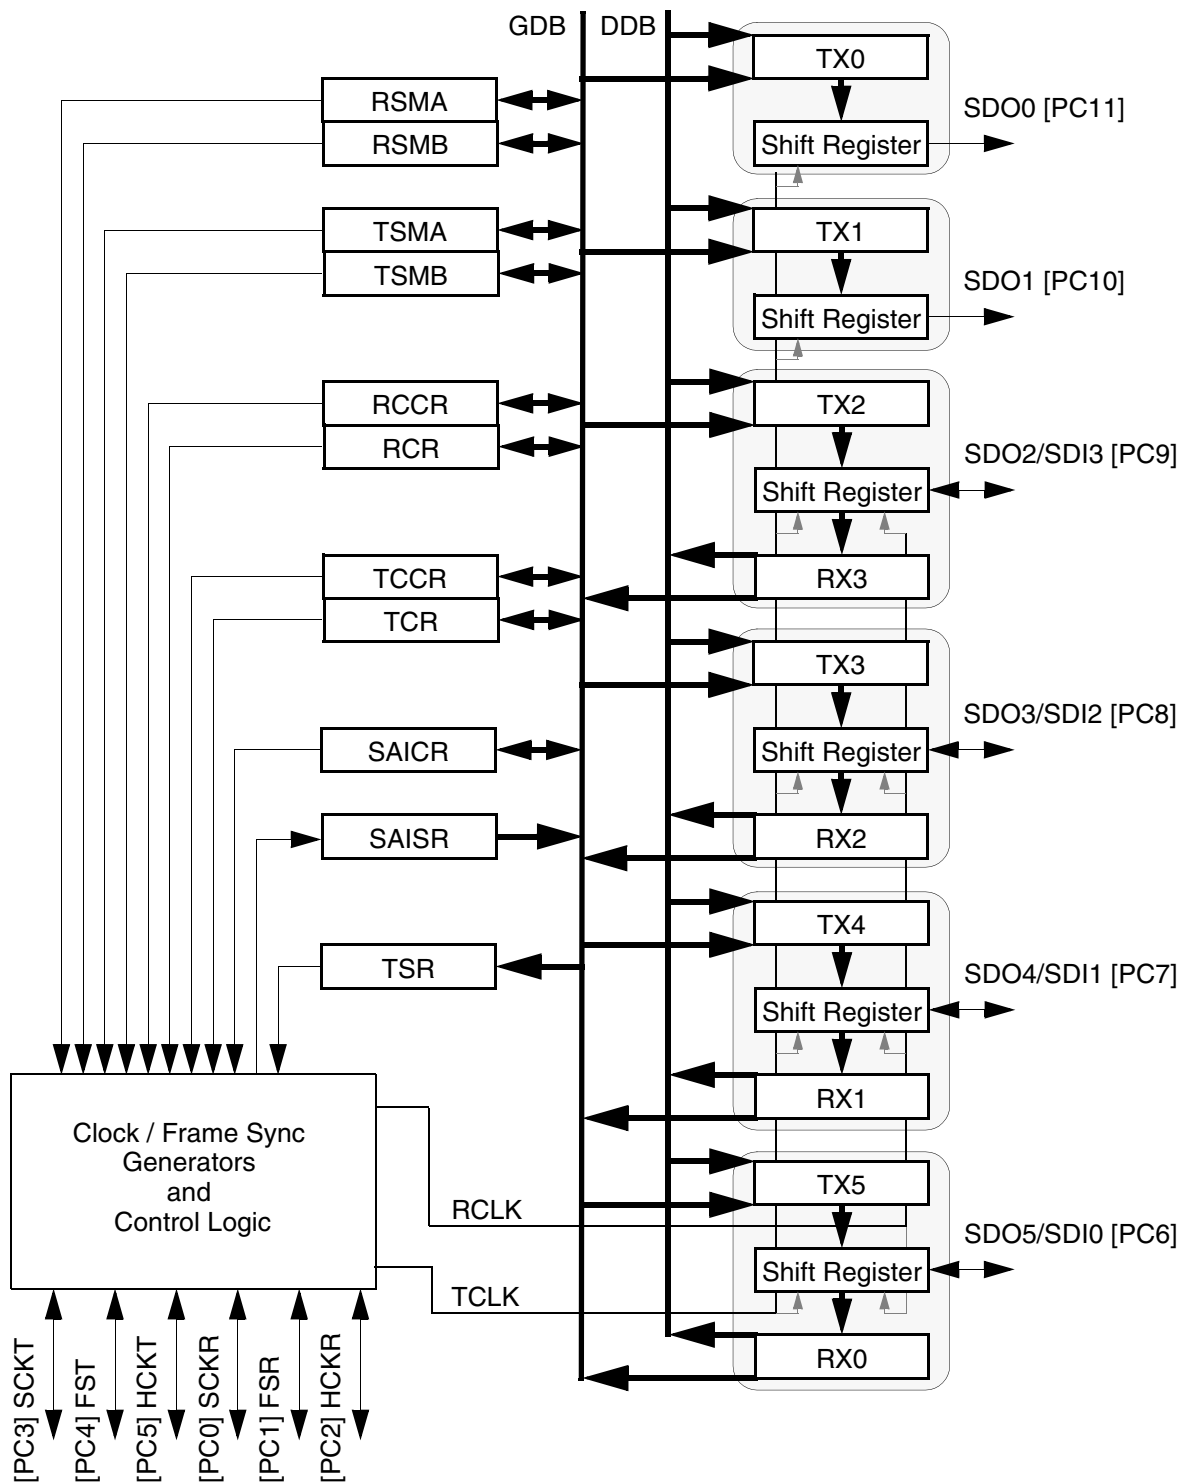 GDB
DDB
TX0
RSMA
SDO0 [PC11]
RSMB
Shift Register
TSMA
TX1
TSMB
SDO1 [PC10]
Shift Register
RCCR
TX2
RCR
SDO2/SDI3 [PC9]
Shift Register
TCCR
RX3
TCR
TX3
SDO3/SDI2 [PC8]
SAICR
Shift Register
SAISR
RX2
TX4
TSR
SDO4/SDI1 [PC7]
Shift Register
RX1
Clock / Frame Sync
Generators
and
Control Logic
TX5
RCLK
SDO5/SDI0 [PC6]
Shift Register
TCLK
RX0
[PC3] SCKT
[PC4] FST
[PC5] HCKT
[PC0] SCKR
[PC1] FSR
[PC2] HCKR